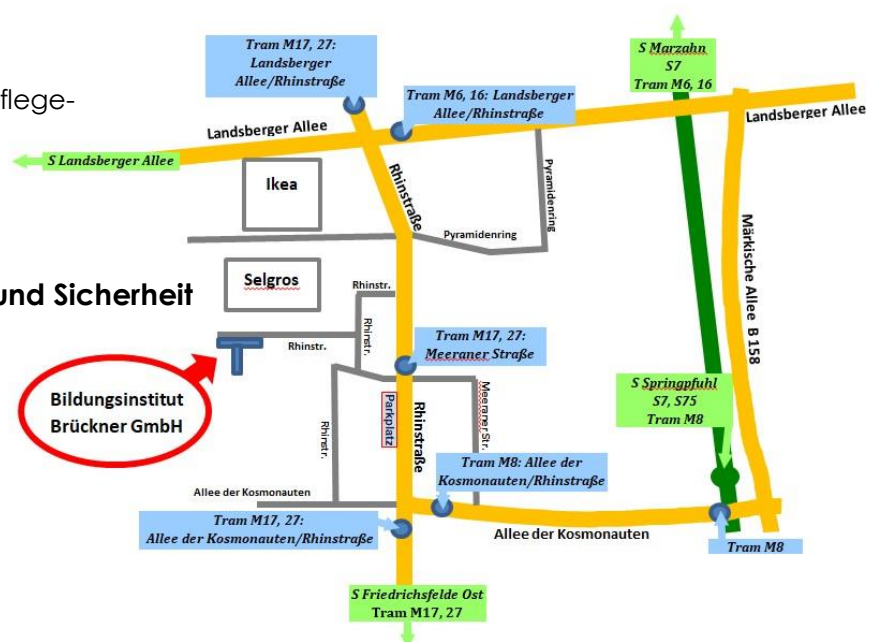 Tram M17, 27:
Landsberger
Allee/Rhinstraße
S Marzahn
S7
Tram M6, 16
flege-
Tram M6, 16: Landsberger
Allee/Rhinstraße
Landsberger Allee
Landsberger Allee
S Landsberger Allee
Ikea
Rhinstraße
Pyramidenring
Pyramidenring
Märkische Allee B 158
und Sicherheit
Selgros
Rhinstr.
Rhinstr.
Rhinstr.
Tram M17, 27:
Meeraner Straße
Bildungsinstitut
Brückner GmbH
Parkplatz
Rhinstraße
Meeraner Str.
Rhinstr.
S Springpfuhl
S7, S75
Tram M8
Tram M8: Allee der
Kosmonauten/Rhinstraße
Allee der Kosmonauten
Tram M17, 27:
Allee der Kosmonauten/Rhinstraße
Allee der Kosmonauten
Tram M8
S Friedrichsfelde Ost
Tram M17, 27